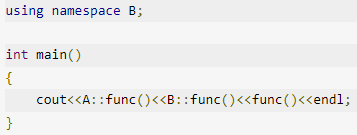 using namespace B;
int main()
{
    cout<<A::func()<<B::func()<<func()<<endl;
}